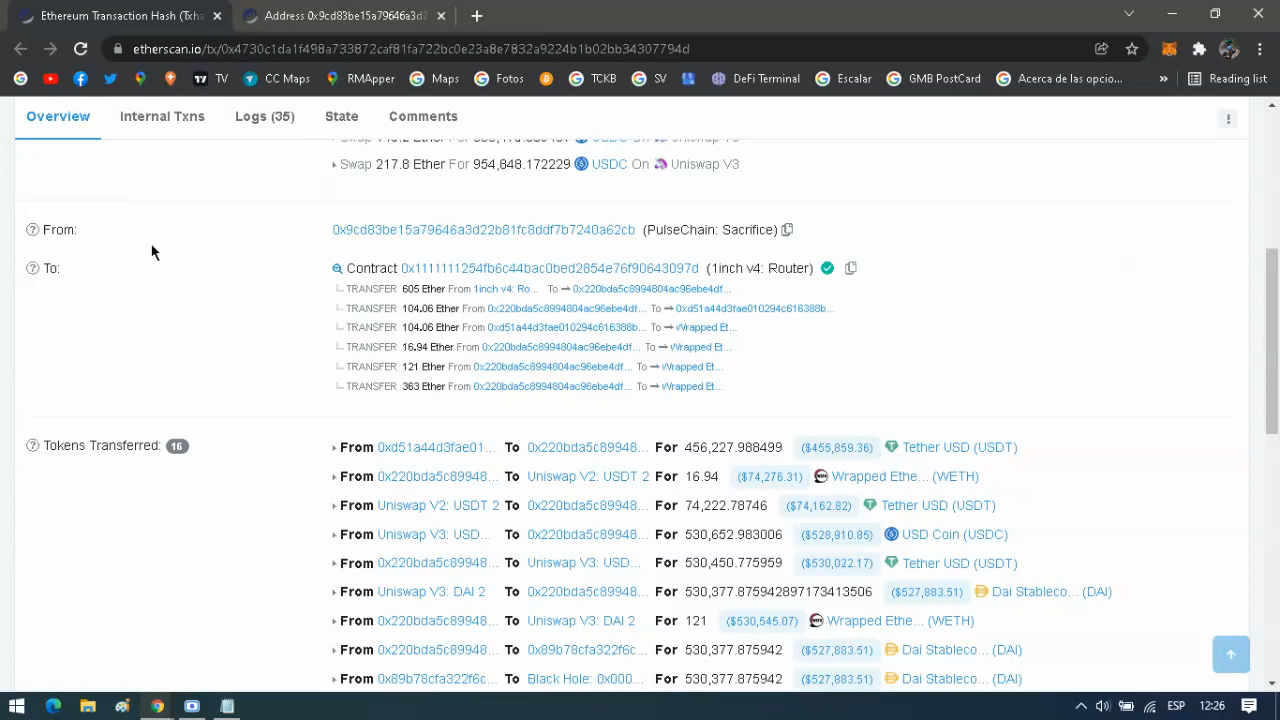 Ethereum Transaction Hash (Txha
Address 0x9cd83be15a79646a3d2
etherscan.io/tx/0x4730c1da1f498a733872caf81fa722bc0e23a8e7832a9224b1b02bb34307794d
TV
CC Maps
RMApper
Maps
Fotos
TCKB
SV
DeFi Terminal
Escalar
GMB PostCard
Acerca de las opcio...
»
Reading list
Overview
Internal Txns
Logs (35)
State
Comments
Swap 217.8 Ether For 954,848.172229 USDC On Uniswap V3
From:
0x9cd83be15a79646a3d22b81fc8ddf7b7240a62cb (PulseChain: Sacrifice)
To:
Contract 0x1111111254fb6c44bac0bed2854e76f90643097d (1inch v4: Router)
TRANSFER 605 Ether From 1inch v4: Ro... To → 0x220bda5c8994804ac96ebe4df...
TRANSFER 104.06 Ether From 0x220bda5c8994804ac96ebe4df... To → 0xd51a44d3fae010294c616388b...
TRANSFER 104.06 Ether From 0xd51a44d3fae010294c616388b... To → Wrapped Et...
TRANSFER 16.94 Ether From 0x220bda5c8994804ac96ebe4df... To → Wrapped Et...
TRANSFER 121 Ether From 0x220bda5c8994804ac96ebe4df... To → Wrapped Et...
TRANSFER 363 Ether From 0x220bda5c8994804ac96ebe4df... To → Wrapped Et...
Tokens Transferred: 16
From 0xd51a44d3fae01... To 0x220bda5c89948... For 456,227.988499 ($455,859.36) Tether USD (USDT)
From 0x220bda5c89948... To Uniswap V2: USDT 2 For 16.94 ($74,276.31) Wrapped Ethe... (WETH)
From Uniswap V2: USDT 2 To 0x220bda5c89948... For 74,222.78746 ($74,162.82) Tether USD (USDT)
From Uniswap V3: USD... To 0x220bda5c89948... For 530,652.983006 ($528,910.85) USD Coin (USDC)
From 0x220bda5c89948... To Uniswap V3: USD... For 530,450.775959 ($530,022.17) Tether USD (USDT)
From Uniswap V3: DAI 2 To 0x220bda5c89948... For 530,377.875942897173413506 ($527,883.51) Dai Stableco... (DAI)
From 0x220bda5c89948... To Uniswap V3: DAI 2 For 121 ($530,545.07) Wrapped Ethe... (WETH)
From 0x220bda5c89948... To 0x89b78cfa322f6c... For 530,377.875942 ($527,883.51) Dai Stableco... (DAI)
From 0x89b78cfa322f6c... To Black Hole: 0x000... For 530,377.875942 ($527,883.51) Dai Stableco... (DAI)
ESP
12:26